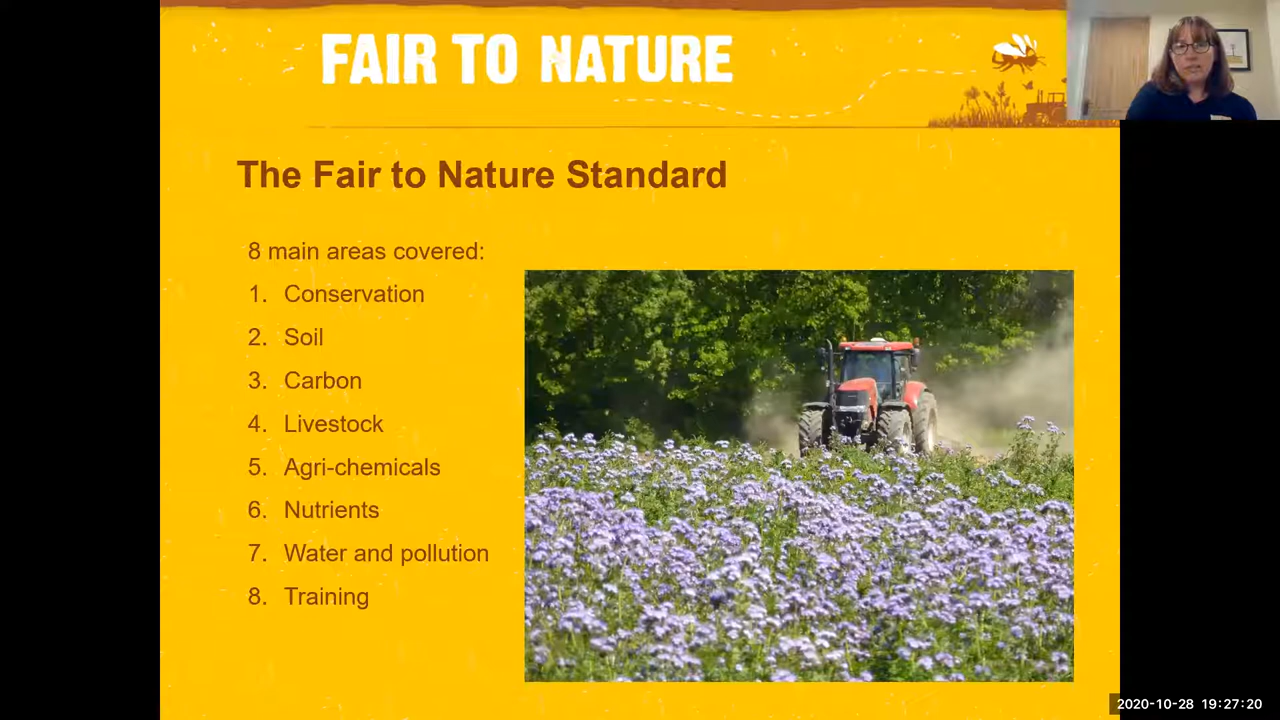 FAIR TO NATURE
The Fair to Nature Standard
8 main areas covered:
1. Conservation
2. Soil
3. Carbon
4. Livestock
5. Agri-chemicals
6. Nutrients
7. Water and pollution
8. Training
2020-10-28 19:27:20